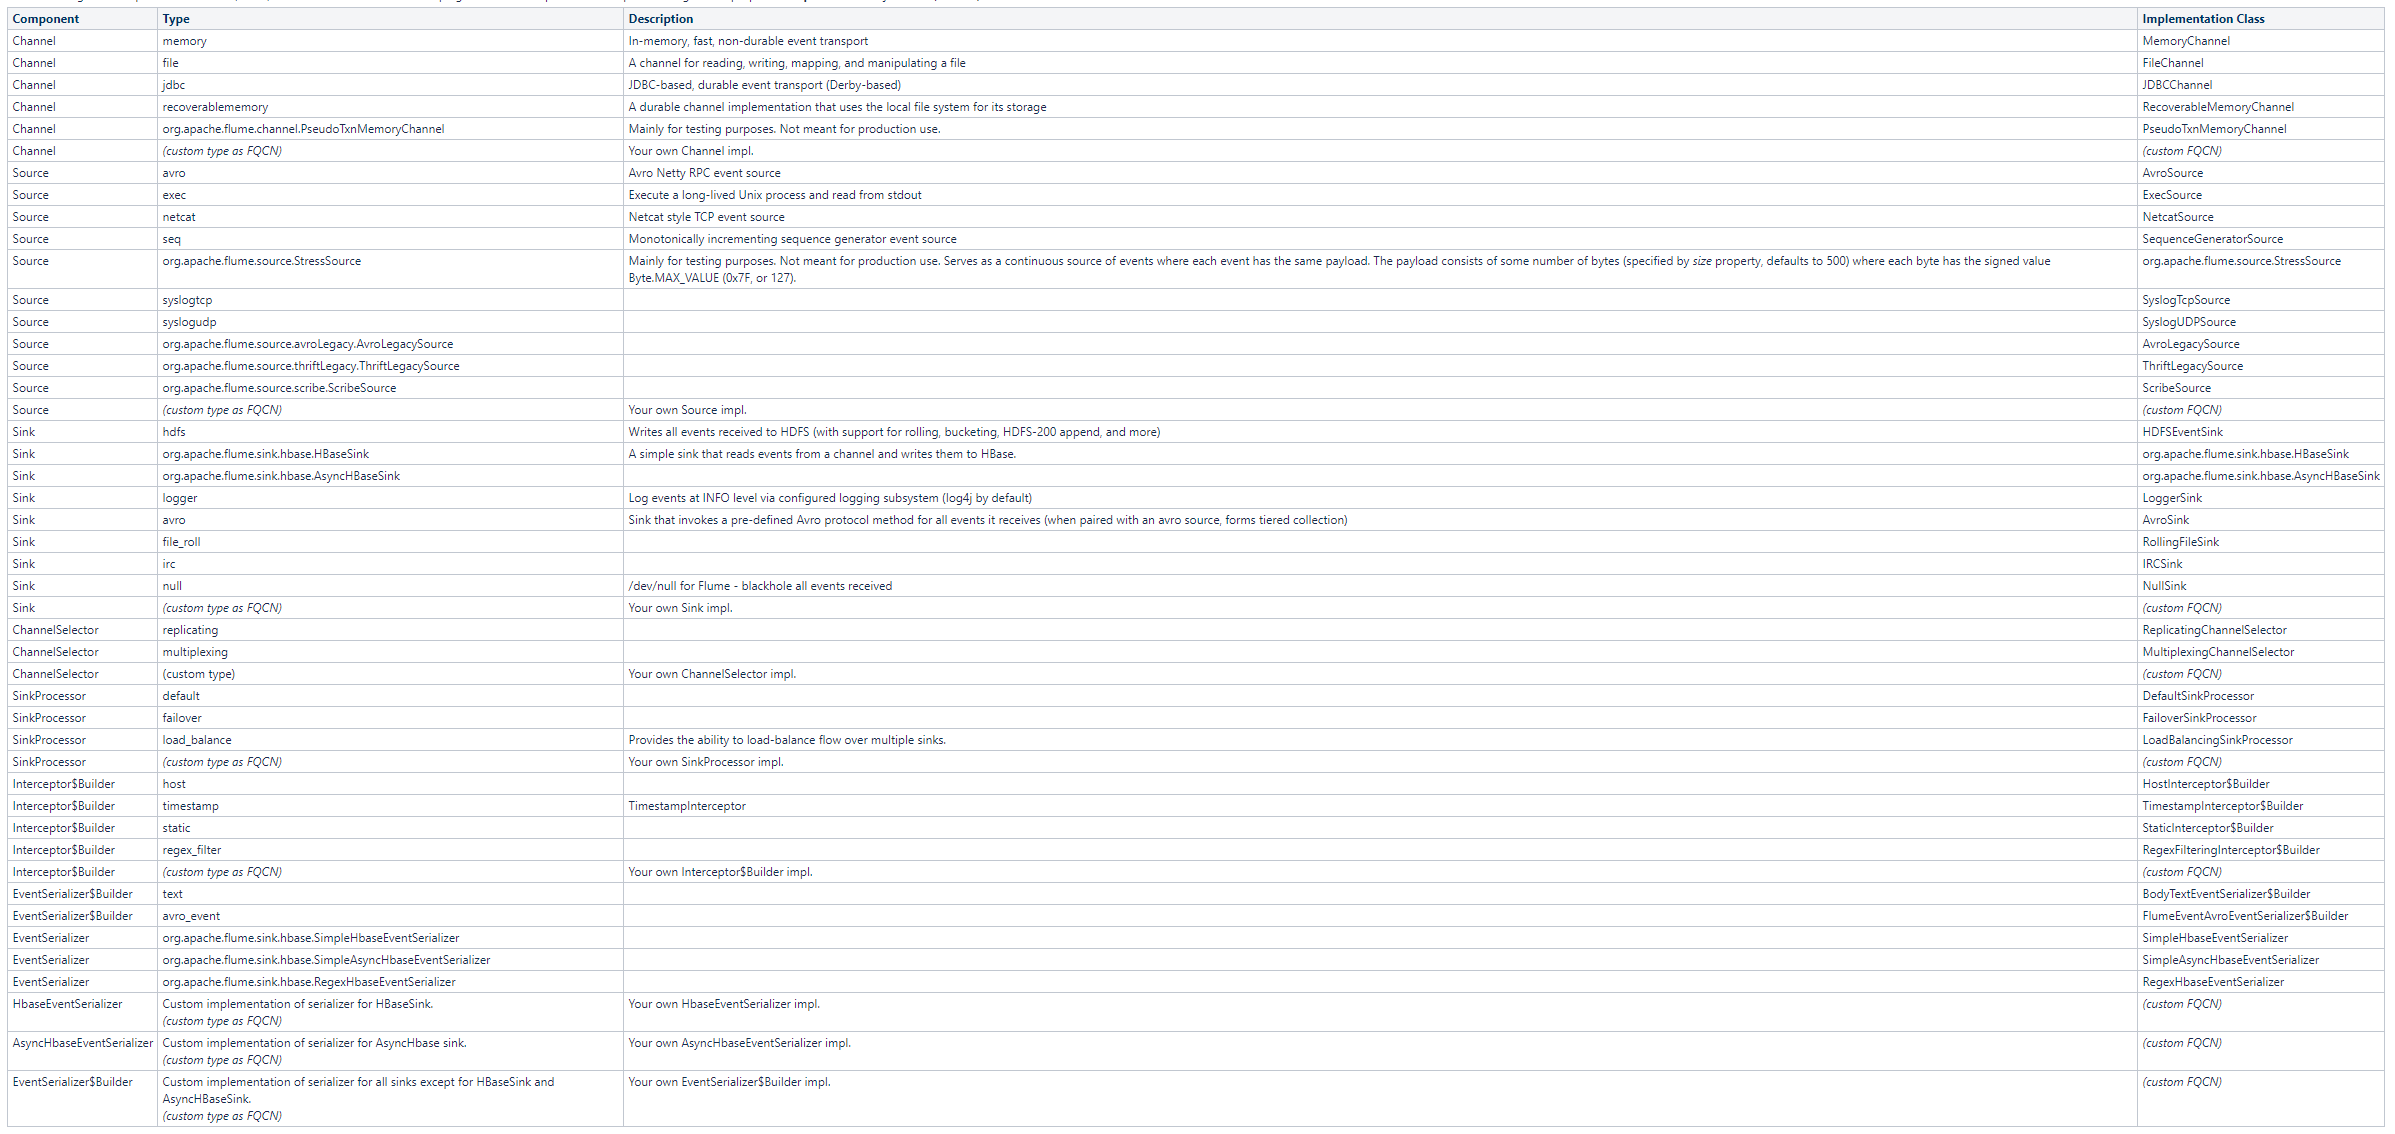 Component Type Description Implementation Class
Channel memory In-memory, fast, non-durable event transport MemoryChannel
Channel file A channel for reading, writing, mapping, and manipulating a file FileChannel
Channel jdbc JDBC-based, durable event transport (Derby-based) JDBCChannel
Channel recoverablememory A durable channel implementation that uses the local file system for its storage RecoverableMemoryChannel
Channel org.apache.flume.channel.PseudoTxnMemoryChannel Mainly for testing purposes. Not meant for production use. PseudoTxnMemoryChannel
Channel (custom type as FQCN) Your own Channel impl. (custom FQCN)
Source avro Avro Netty RPC event source AvroSource
Source exec Execute a long-lived Unix process and read from stdout ExecSource
Source netcat Netcat style TCP event source NetcatSource
Source seq Monotonically incrementing sequence generator event source SequenceGeneratorSource
Source org.apache.flume.source.StressSource Mainly for testing purposes. Not meant for production use. Serves as a continuous source of events where each event has the same payload. The payload consists of some number of bytes (specified by size property, defaults to 500) where each byte has the signed value org.apache.flume.source.StressSource
Byte.MAX_VALUE (0x7F, or 127).
Source syslogtcp SyslogTcpSource
Source syslogudp SyslogUDPSource
Source org.apache.flume.source.avroLegacy.AvroLegacySource AvroLegacySource
Source org.apache.flume.source.thriftLegacy.ThriftLegacySource ThriftLegacySource
Source org.apache.flume.source.scribe.ScribeSource ScribeSource
Source (custom type as FQCN) Your own Source impl. (custom FQCN)
Sink hdfs Writes all events received to HDFS (with support for rolling, bucketing, HDFS-200 append, and more) HDFSEventSink
Sink org.apache.flume.sink.hbase.HBaseSink A simple sink that reads events from a channel and writes them to HBase. org.apache.flume.sink.hbase.HBaseSink
Sink org.apache.flume.sink.hbase.AsyncHBaseSink org.apache.flume.sink.hbase.AsyncHBaseSink
Sink logger Log events at INFO level via configured logging subsystem (log4j by default) LoggerSink
Sink avro Sink that invokes a pre-defined Avro protocol method for all events it receives (when paired with an avro source, forms tiered collection) AvroSink
Sink file_roll RollingFileSink
Sink irc IRCSink
Sink null /dev/null for Flume - blackhole all events received NullSink
Sink (custom type as FQCN) Your own Sink impl. (custom FQCN)
ChannelSelector replicating ReplicatingChannelSelector
ChannelSelector multiplexing MultiplexingChannelSelector
ChannelSelector (custom type) Your own ChannelSelector impl. (custom FQCN)
SinkProcessor default DefaultSinkProcessor
SinkProcessor failover FailoverSinkProcessor
SinkProcessor load_balance Provides the ability to load-balance flow over multiple sinks. LoadBalancingSinkProcessor
SinkProcessor (custom type as FQCN) Your own SinkProcessor impl. (custom FQCN)
Interceptor$Builder host HostInterceptor$Builder
Interceptor$Builder timestamp TimestampInterceptor TimestampInterceptor$Builder
Interceptor$Builder static StaticInterceptor$Builder
Interceptor$Builder regex_filter RegexFilteringInterceptor$Builder
Interceptor$Builder (custom type as FQCN) Your own Interceptor$Builder impl. (custom FQCN)
EventSerializer$Builder text BodyTextEventSerializer$Builder
EventSerializer$Builder avro_event FlumeEventAvroEventSerializer$Builder
EventSerializer org.apache.flume.sink.hbase.SimpleHbaseEventSerializer SimpleHbaseEventSerializer
EventSerializer org.apache.flume.sink.hbase.SimpleAsyncHbaseEventSerializer SimpleAsyncHbaseEventSerializer
EventSerializer org.apache.flume.sink.hbase.RegexHbaseEventSerializer RegexHbaseEventSerializer
HbaseEventSerializer Custom implementation of serializer for HBaseSink. Your own HbaseEventSerializer impl. (custom FQCN)
(custom type as FQCN)
AsyncHbaseEventSerializer Custom implementation of serializer for AsyncHbase sink. Your own AsyncHbaseEventSerializer impl. (custom FQCN)
(custom type as FQCN)
EventSerializer$Builder Custom implementation of serializer for all sinks except for HBaseSink and Your own EventSerializer$Builder impl. (custom FQCN)
AsyncHBaseSink.
(custom type as FQCN)